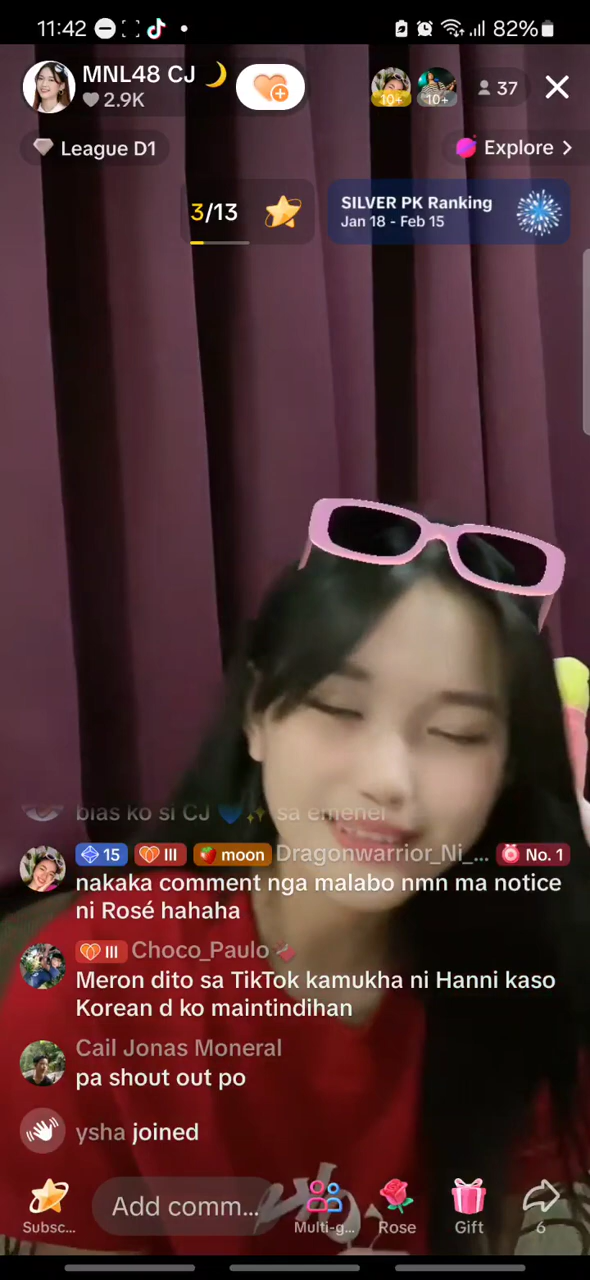 11:42
82%
MNL48 CJ 🌙
2.9K
10+
10+
37
League D1
Explore >
3/13
SILVER PK Ranking
Jan 18 - Feb 15
bias ko si CJ 💙✨ sa emenel
15 III moon Dragonwarrior_Ni_... No. 1
nakaka comment nga malabo nmn ma notice
ni Rosé hahaha
III Choco_Paulo
Meron dito sa TikTok kamukha ni Hanni kaso
Korean d ko maintindihan
Cail Jonas Moneral
pa shout out po
ysha joined
Add comm...
Subsc...
Multi-g...
Rose
Gift
6